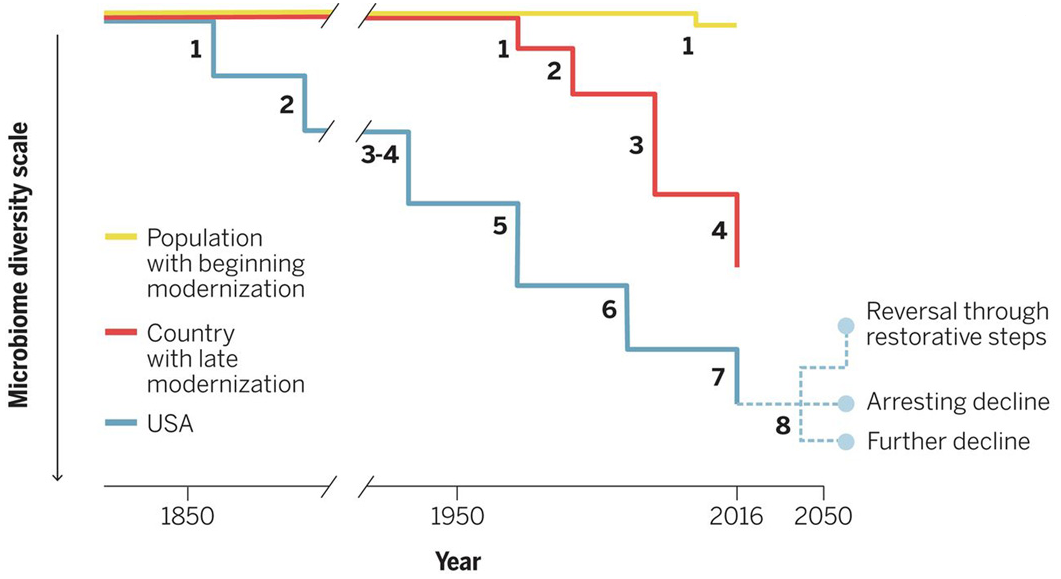 1
1
1
2
2
3-4
3
5
4
6
7
8
Microbiome diversity scale
Population
with beginning
modernization
Country
with late
modernization
USA
Reversal through
restorative steps
Arresting decline
Further decline
1850
1950
2016
2050
Year